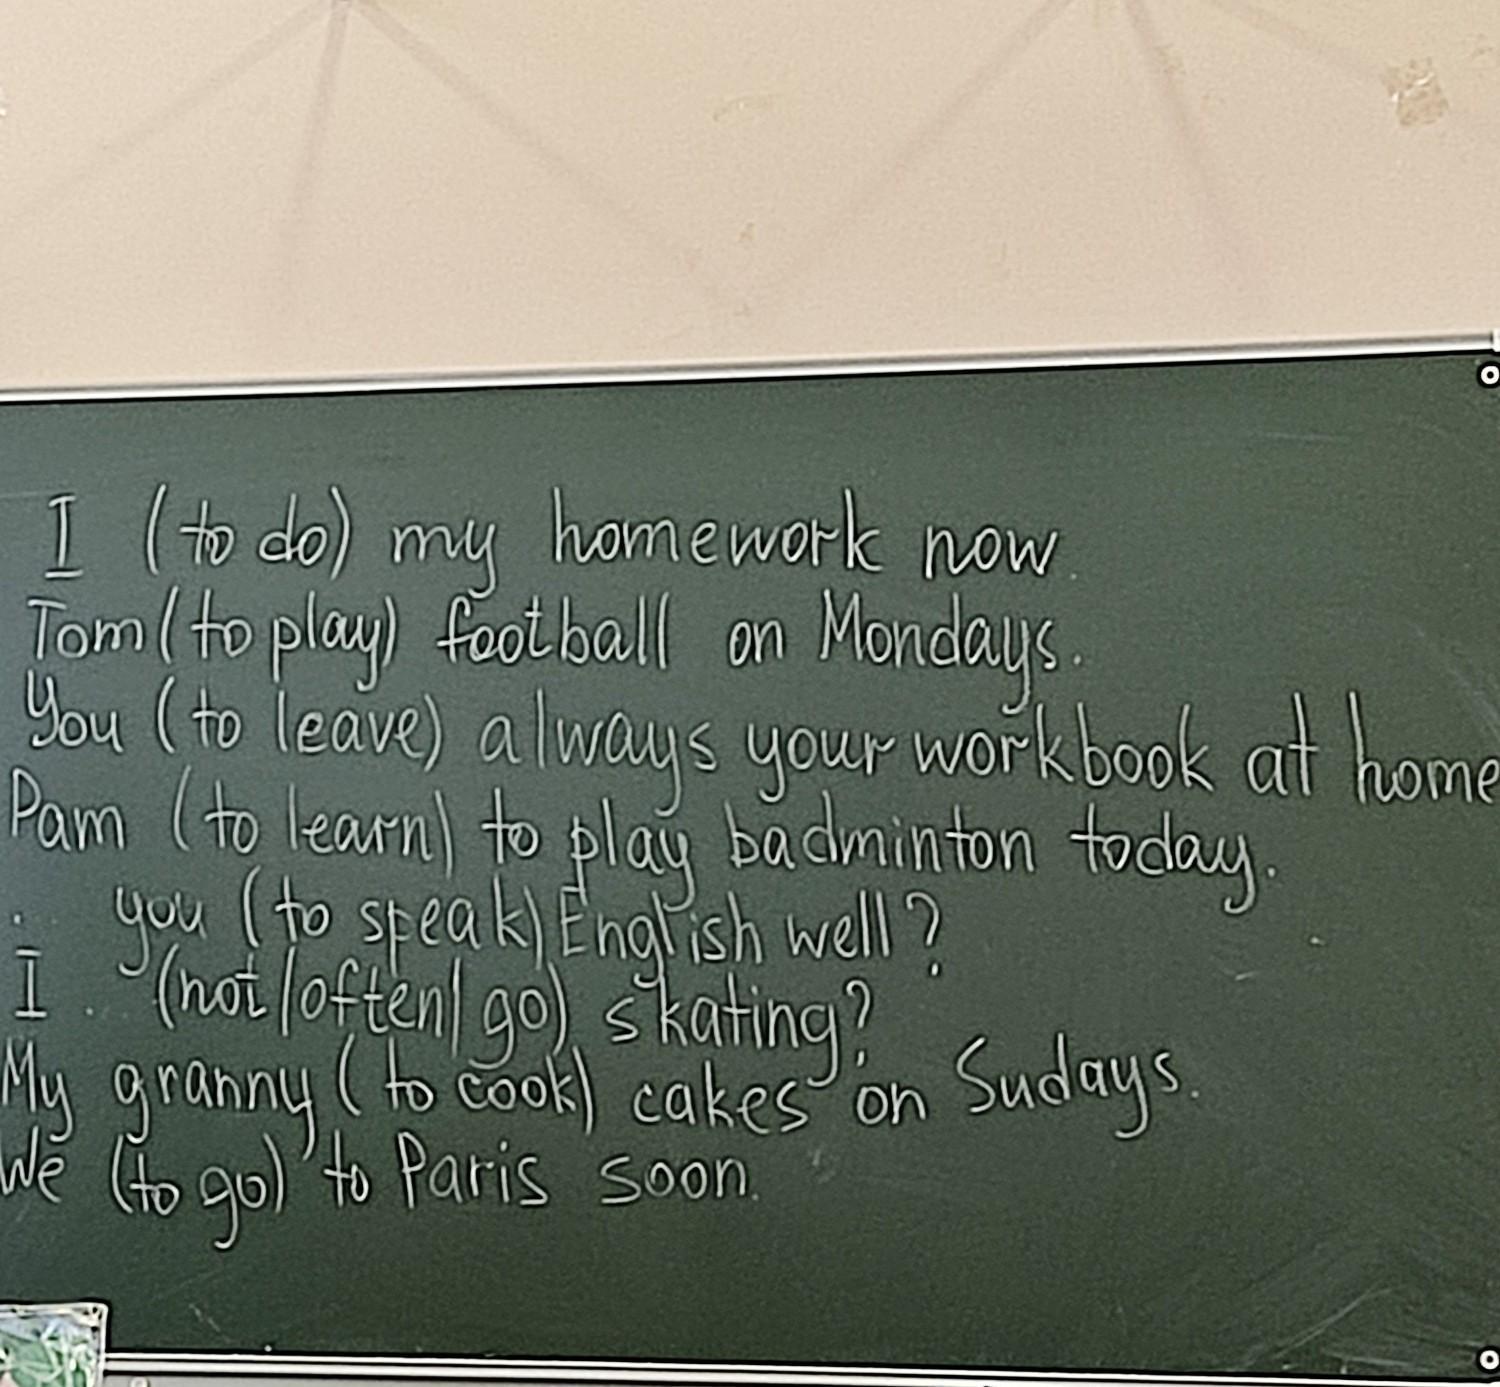 I (to do) my homework now.
Tom (to play) football on Mondays.
You (to leave) always your workbook at home
Pam (to learn) to play badminton today.
... you (to speak) English well?
I .. (not/often/go) skating?
My granny (to cook) cakes on Sudays.
We (to go) to Paris soon.